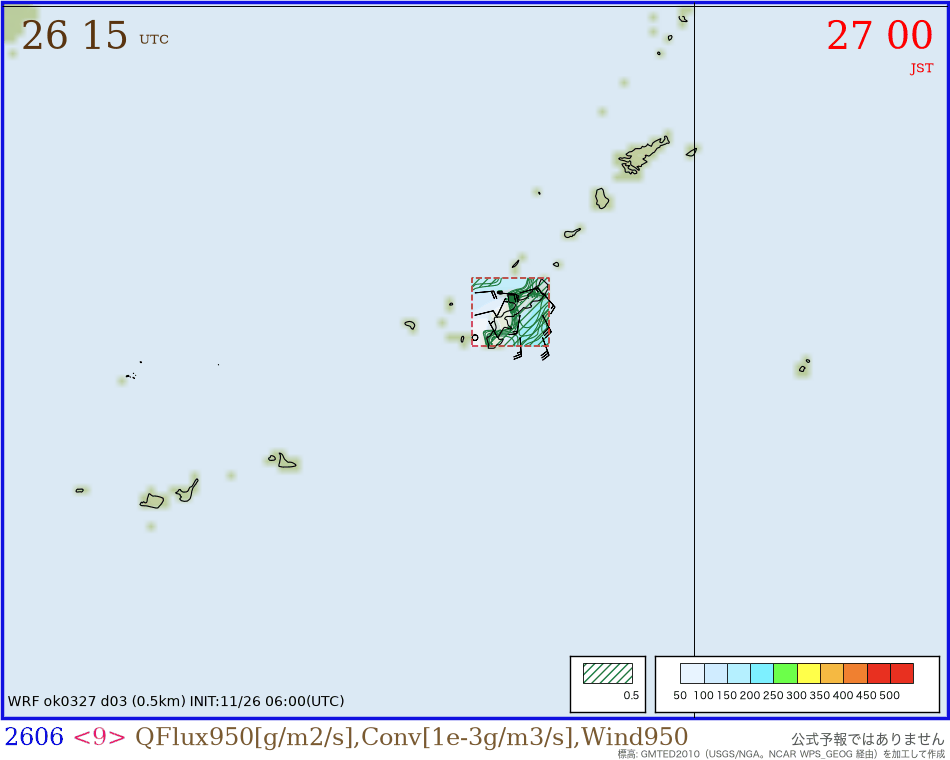 26 15 UTC
27 00
JST
0.5
50 100 150 200 250 300 350 400 450 500
WRF ok0327 d03 (0.5km) INIT:11/26 06:00(UTC)
2606 <9> QFlux950[g/m2/s],Conv[1e-3g/m3/s],Wind950
公式予報ではありません
標高: GMTED2010（USGS/NGA。NCAR WPS_GEOG 経由）を加工して作成